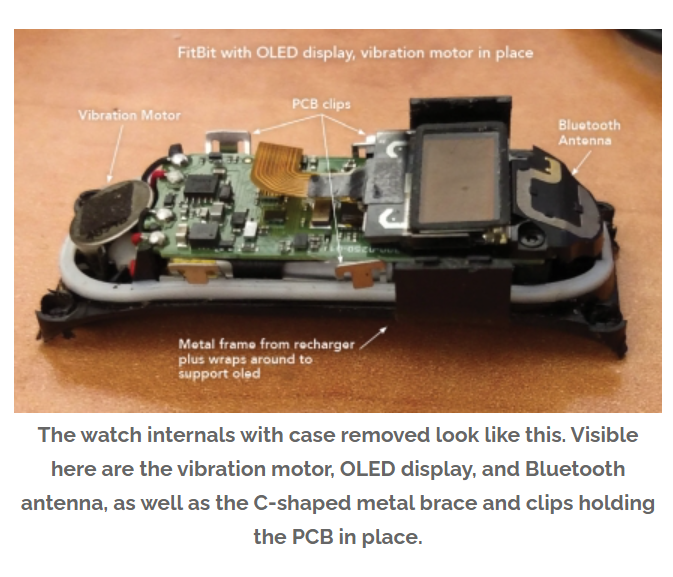 FitBit with OLED display, vibration motor in place
PCB clips
Vibration Motor
Bluetooth
Antenna
Metal frame from recharger
plus wraps around to
support oled
The watch internals with case removed look like this. Visible
here are the vibration motor, OLED display, and Bluetooth
antenna, as well as the C-shaped metal brace and clips holding
the PCB in place.